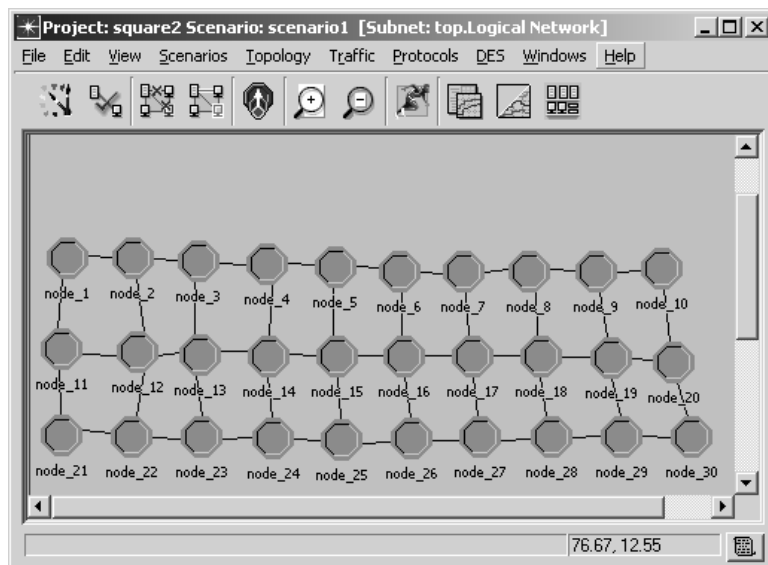 Project: square2 Scenario: scenario1 [Subnet: top.Logical Network]
File Edit View Scenarios Topology Traffic Protocols DES Windows Help
node_1 node_2 node_3 node_4 node_5 node_6 node_7 node_8 node_9 node_10
node_11 node_12 node_13 node_14 node_15 node_16 node_17 node_18 node_19 node_20
node_21 node_22 node_23 node_24 node_25 node_26 node_27 node_28 node_29 node_30
76.67, 12.55